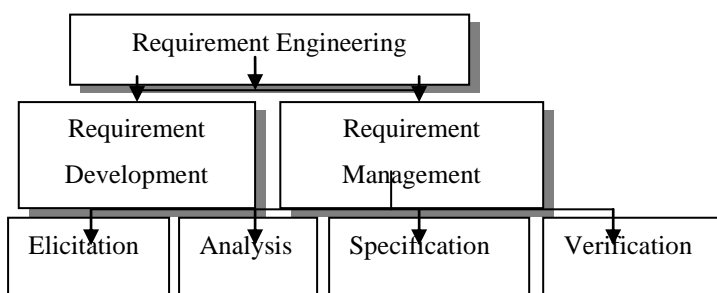 Requirement Engineering
Requirement
Development
Requirement
Management
Elicitation
Analysis
Specification
Verification